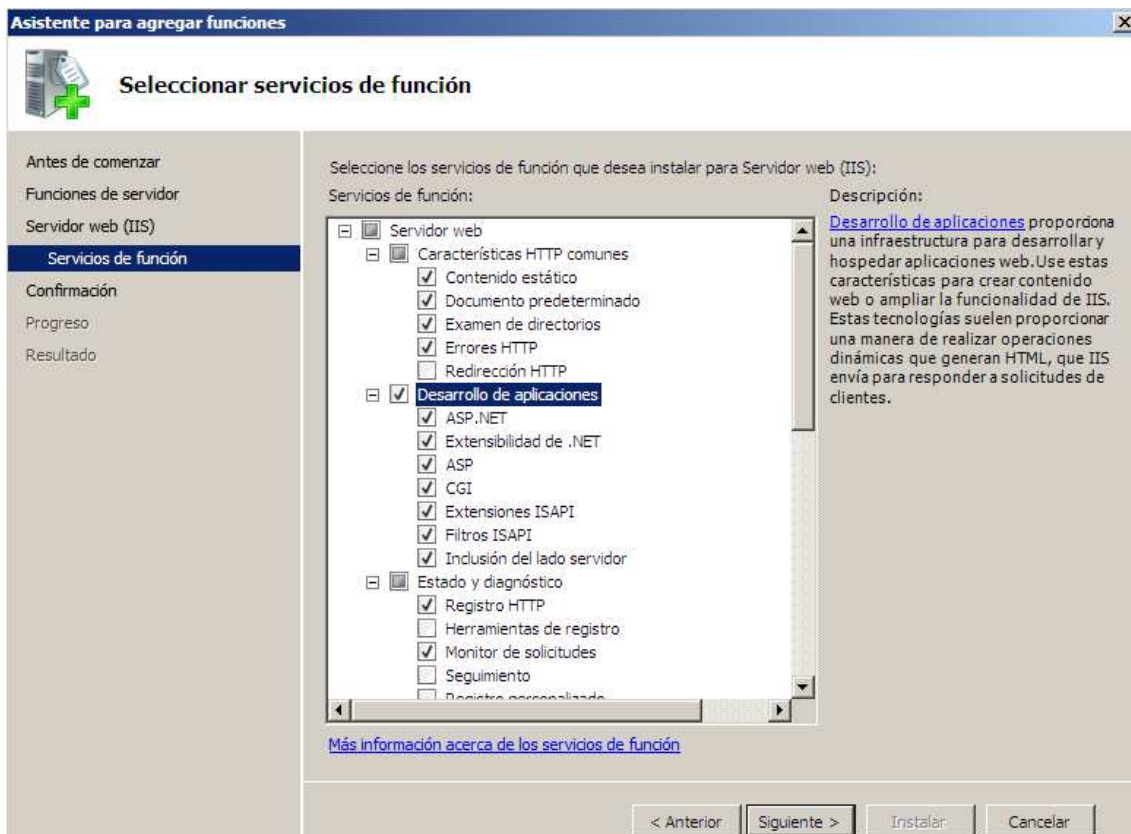 Asistente para agregar funciones
Seleccionar servicios de función
Antes de comenzar
Funciones de servidor
Servidor web (IIS)
Servicios de función
Confirmación
Progreso
Resultado
Seleccione los servicios de función que desea instalar para Servidor web (IIS):
Servicios de función:
Servidor web
Características HTTP comunes
Contenido estático
Documento predeterminado
Examen de directorios
Errores HTTP
Redirección HTTP
Desarrollo de aplicaciones
ASP.NET
Extensibilidad de .NET
ASP
CGI
Extensiones ISAPI
Filtros ISAPI
Inclusión del lado servidor
Estado y diagnóstico
Registro HTTP
Herramientas de registro
Monitor de solicitudes
Seguimiento
Registro personalizado
Descripción:
Desarrollo de aplicaciones proporciona
una infraestructura para desarrollar y
hospedar aplicaciones web. Use estas
características para crear contenido
web o ampliar la funcionalidad de IIS.
Estas tecnologías suelen proporcionar
una manera de realizar operaciones
dinámicas que generan HTML, que IIS
envía para responder a solicitudes de
clientes.
Más información acerca de los servicios de función
< Anterior
Siguiente >
Instalar
Cancelar